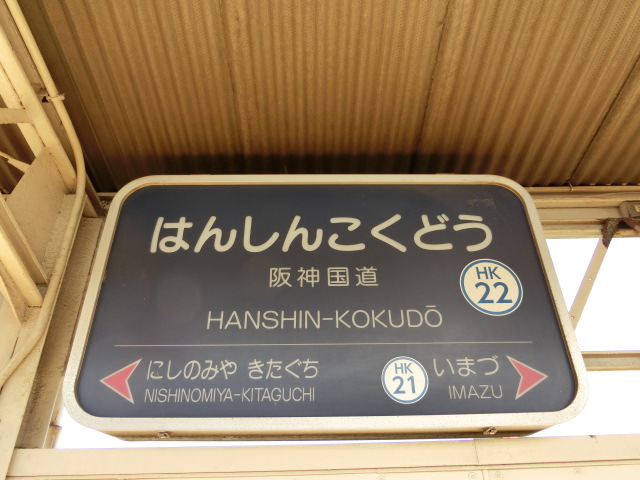 はんしんこくどう
阪神国道
HK
22
HANSHIN-KOKUDŌ
にしのみや きたぐち
NISHINOMIYA-KITAGUCHI
HK
21
いまづ
IMAZU